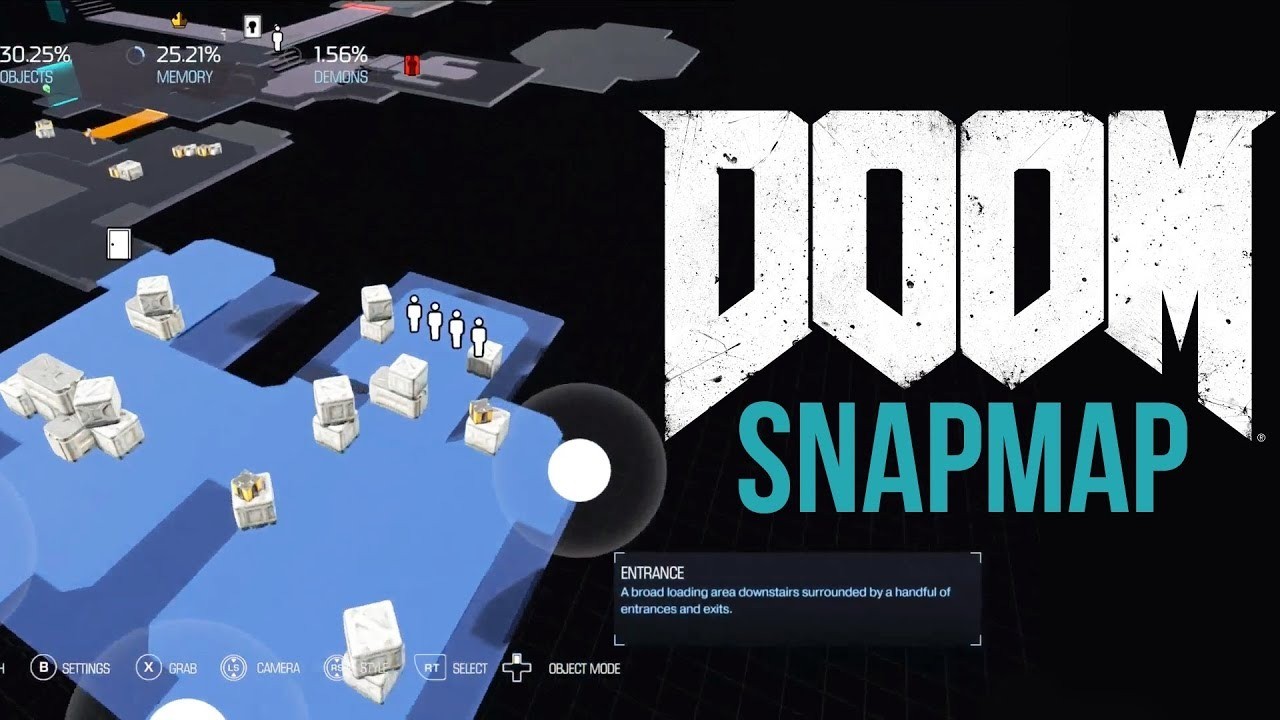 30.25%
OBJECTS
25.21%
MEMORY
1.56%
DEMONS
DOOM
®
SNAPMAP
ENTRANCE
A broad loading area downstairs surrounded by a handful of
entrances and exits.
H
B SETTINGS
X GRAB
LS CAMERA
RS STYLE
RT SELECT
OBJECT MODE